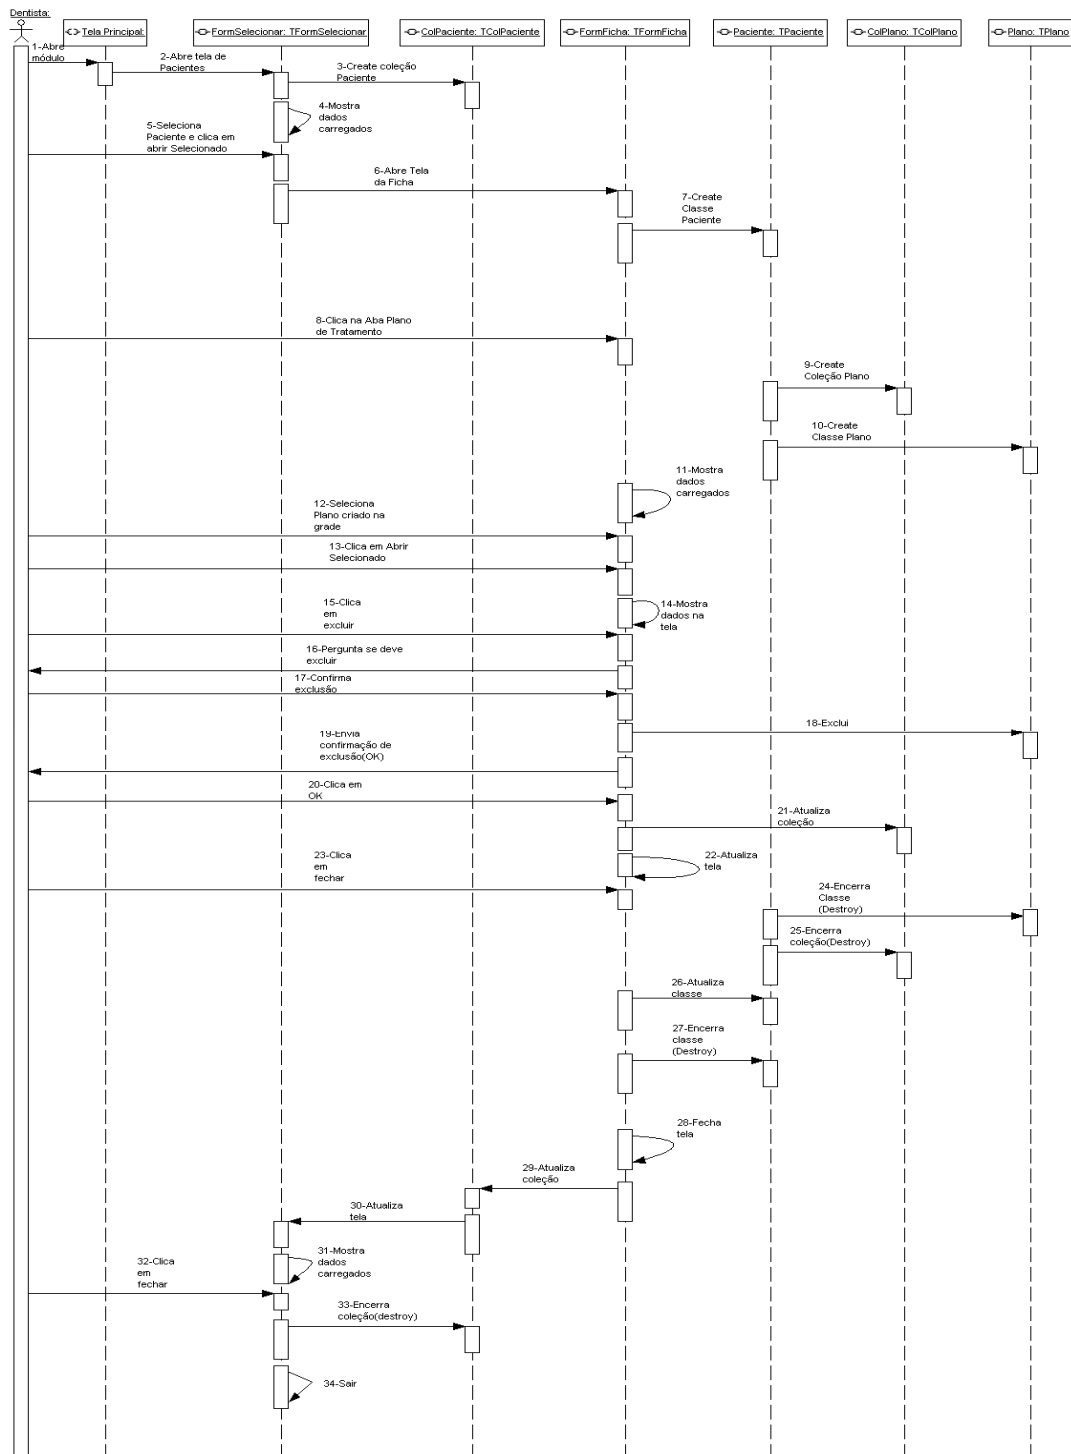 Dentista:
Tela Principal:
FormSelecionar: TFormSelecionar
ColPaciente: TColPaciente
FormFicha: TFormFicha
Paciente: TPaciente
ColPlano: TColPlano
Plano: TPlano
1-Abre
módulo
2-Abre tela de
Pacientes
3-Create coleção
Paciente
4-Mostra
dados
carregados
5-Seleciona
Paciente e clica em
abrir Selecionado
6-Abre Tela
da Ficha
7-Create
Classe
Paciente
8-Clica na Aba Plano
de Tratamento
9-Create
Coleção Plano
10-Create
Classe Plano
11-Mostra
dados
carregados
12-Seleciona
Plano criado na
grade
13-Clica em Abrir
Selecionado
14-Mostra
dados na
tela
15-Clica
em
excluir
16-Pergunta se deve
excluir
17-Confirma
exclusão
18-Exclui
19-Envia
confirmação de
exclusão(OK)
20-Clica em
OK
21-Atualiza
coleção
22-Atualiza
tela
23-Clica
em
fechar
24-Encerra
Classe
(Destroy)
25-Encerra
coleção(Destroy)
26-Atualiza
classe
27-Encerra
classe
(Destroy)
28-Fecha
tela
29-Atualiza
coleção
30-Atualiza
tela
31-Mostra
dados
carregados
32-Clica
em
fechar
33-Encerra
coleção(destroy)
34-Sair